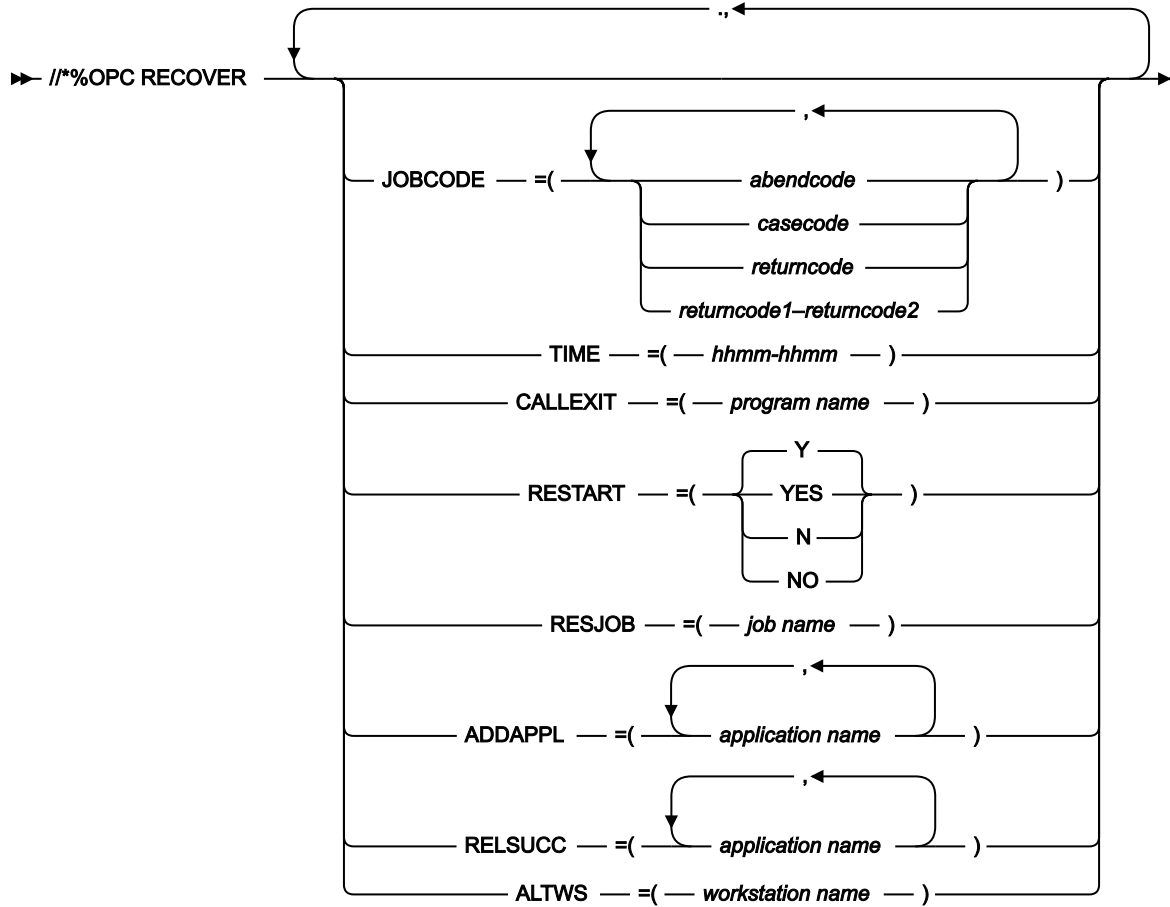 .,
//*%OPC RECOVER
,
JOBCODE =( abendcode )
casecode
returncode
returncode1–returncode2
TIME =( hhmm-hhmm )
CALLEXIT =( program name )
Y
RESTART =( YES )
N
NO
RESJOB =( job name )
,
ADDAPPL =( application name )
,
RELSUCC =( application name )
ALTWS =( workstation name )